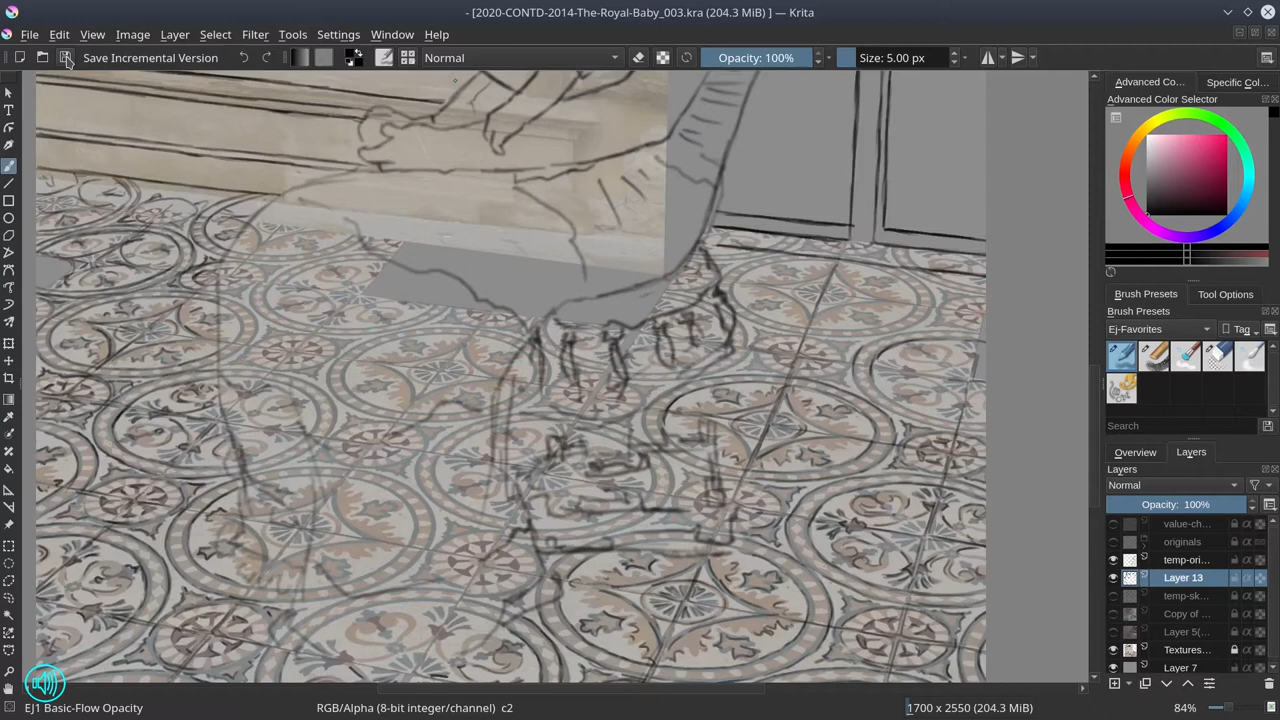 - [2020-CONTD-2014-The-Royal-Baby_003.kra (204.3 MiB) ] — Krita
File Edit View Image Layer Select Filter Tools Settings Window Help
Save Incremental Version Normal Opacity: 100% Size: 5.00 px
Advanced Co... Specific Col...
Advanced Color Selector
Brush Presets Tool Options
Brush Presets
Ej-Favorites Tag
Search
Overview Layers
Layers
Normal
Opacity: 100%
value-ch...
originals
temp-ori...
Layer 13
temp-sk...
Copy of ...
Layer 5(...
Textures...
Layer 7
EJ1 Basic-Flow Opacity RGB/Alpha (8-bit integer/channel) c2 1700 x 2550 (204.3 MiB) 84%